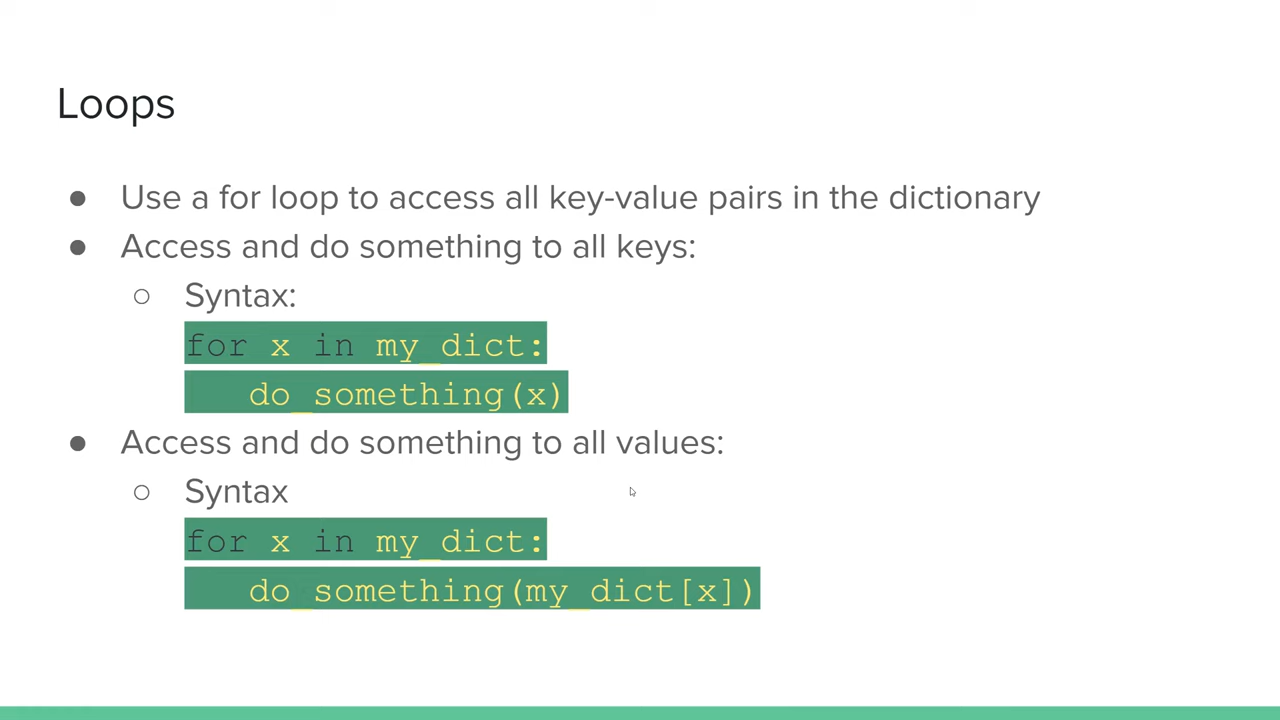 Loops
● Use a for loop to access all key-value pairs in the dictionary
● Access and do something to all keys:
○ Syntax:
for x in my_dict:
do_something(x)
● Access and do something to all values:
○ Syntax
for x in my_dict:
do_something(my_dict[x])